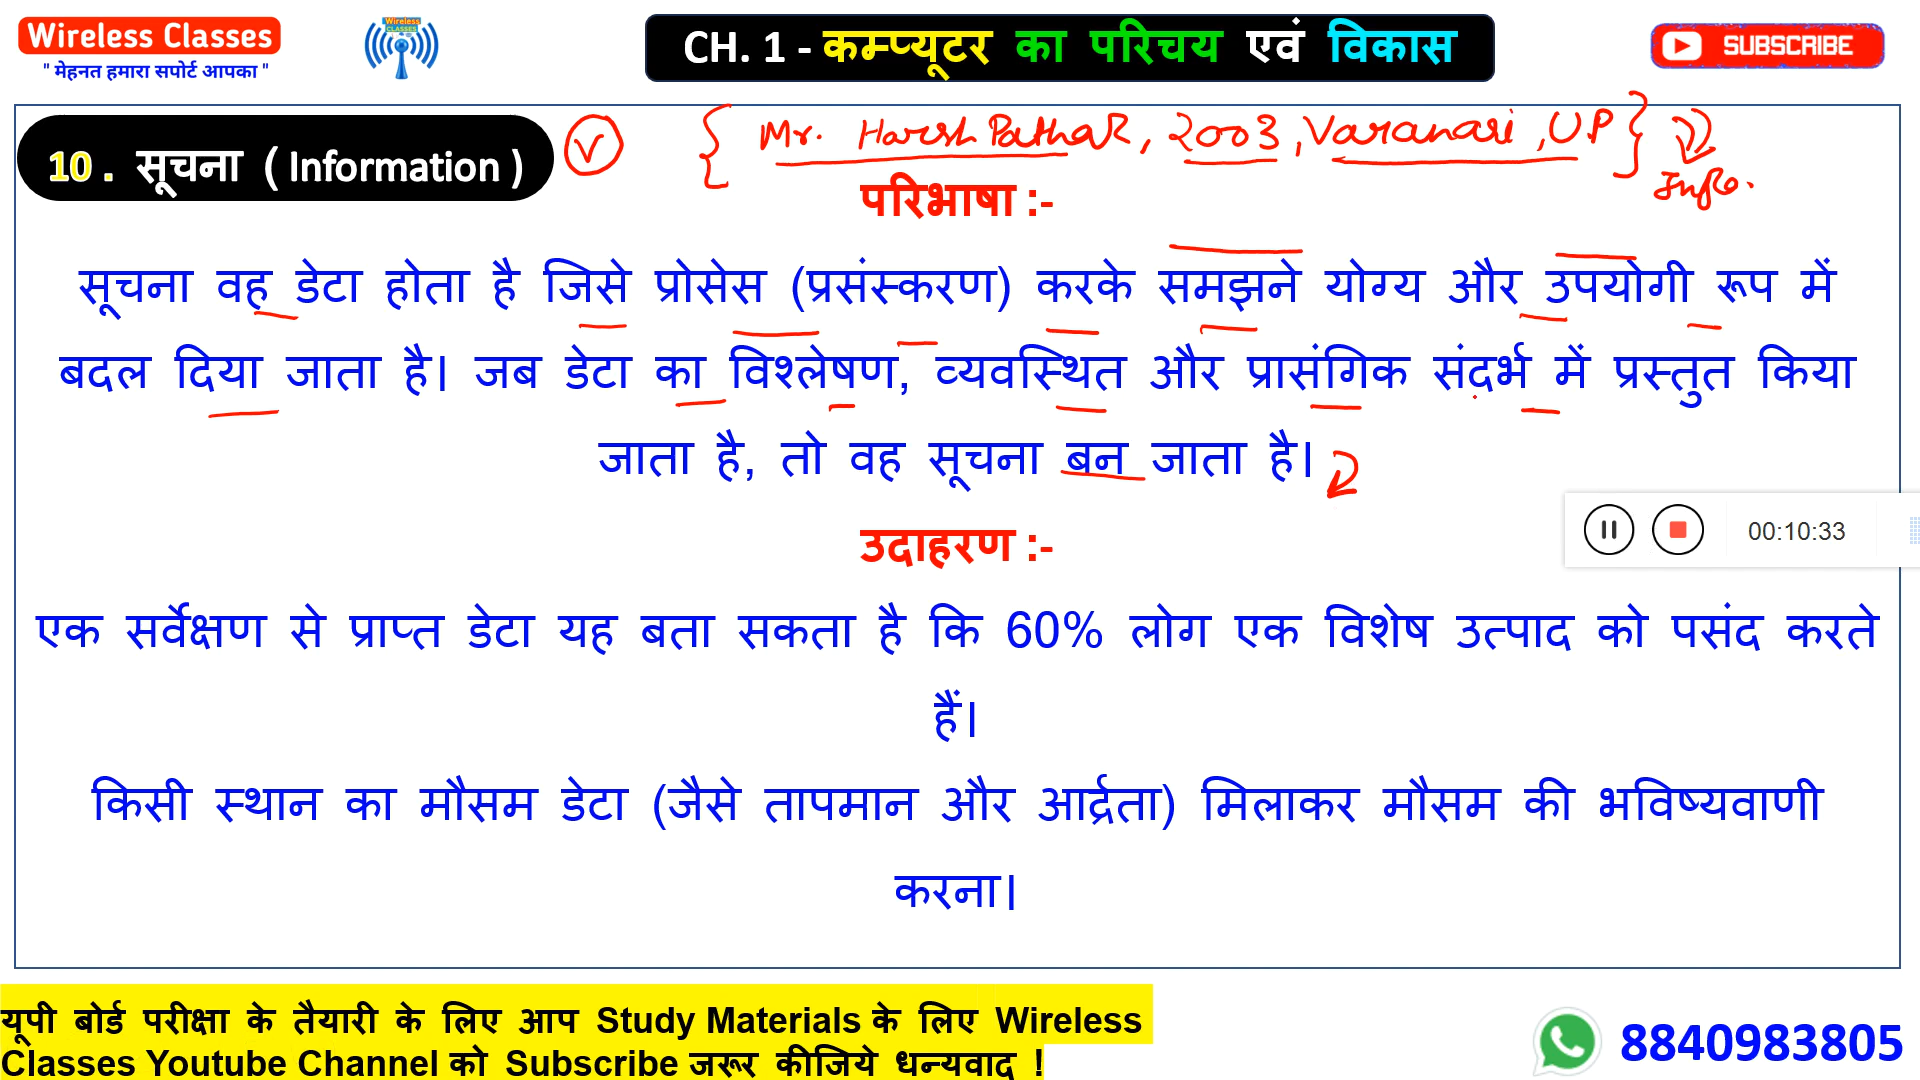 Wireless Classes
" मेहनत हमारा सपोर्ट आपका "
Wireless
CLASSES
CH. 1 - कम्प्यूटर का परिचय एवं विकास
SUBSCRIBE
10 . सूचना ( Information )
{ Mr. Harsh Pathak, 2003, Varanasi, UP }
Info.
परिभाषा :-
सूचना वह डेटा होता है जिसे प्रोसेस (प्रसंस्करण) करके समझने योग्य और उपयोगी रूप में
बदल दिया जाता है। जब डेटा का विश्लेषण, व्यवस्थित और प्रासंगिक संदर्भ में प्रस्तुत किया
जाता है, तो वह सूचना बन जाता है।
00:10:33
उदाहरण :-
एक सर्वेक्षण से प्राप्त डेटा यह बता सकता है कि 60% लोग एक विशेष उत्पाद को पसंद करते
हैं।
किसी स्थान का मौसम डेटा (जैसे तापमान और आर्द्रता) मिलाकर मौसम की भविष्यवाणी
करना।
यूपी बोर्ड परीक्षा के तैयारी के लिए आप Study Materials के लिए Wireless
Classes Youtube Channel को Subscribe जरूर कीजिये धन्यवाद !
8840983805